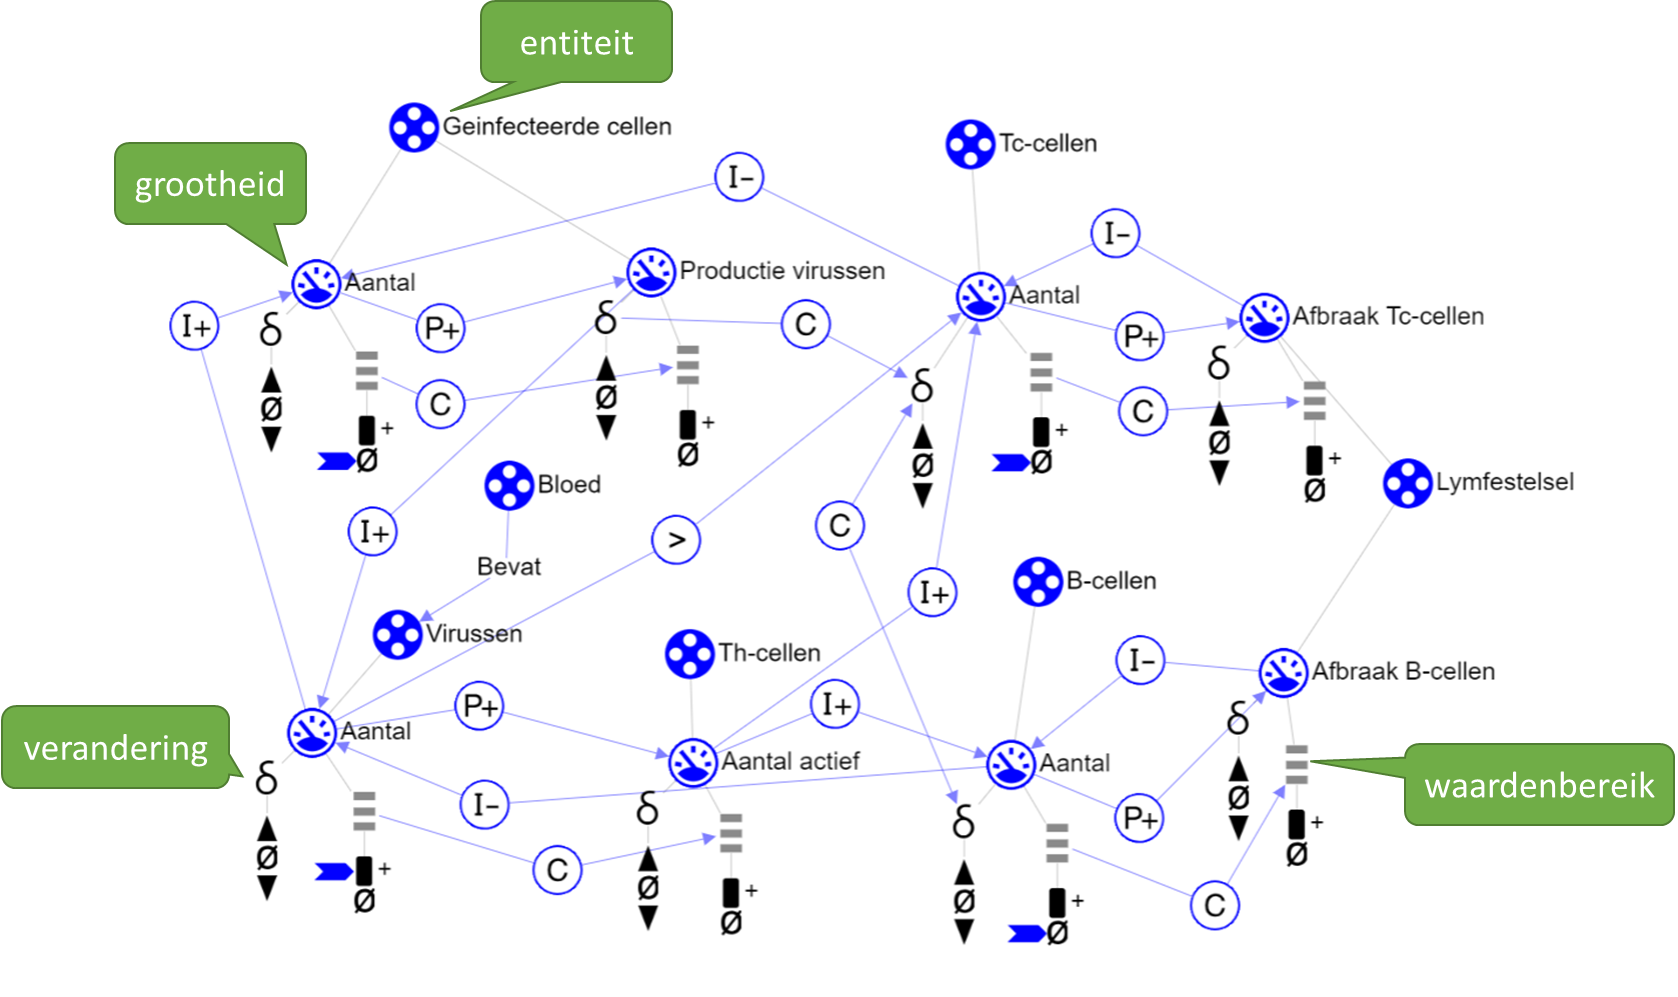 entiteit
Geinfecteerde cellen
Tc-cellen
grootheid
I-
I-
Aantal
Productie virussen
Aantal
Afbraak Tc-cellen
I+
P+
C
P+
δ
δ
δ
δ
C
C
Ø
Ø
Ø
Ø
+
+
+
+
Ø
Ø
Ø
Ø
Bloed
Lymfestelsel
I+
>
C
Bevat
B-cellen
I+
Virussen
Th-cellen
I-
Afbraak B-cellen
P+
I+
δ
Aantal
Aantal actief
Aantal
verandering
δ
δ
δ
waardenbereik
I-
P+
Ø
+
Ø
Ø
Ø
Ø
C
+
+
+
C
Ø
Ø
Ø